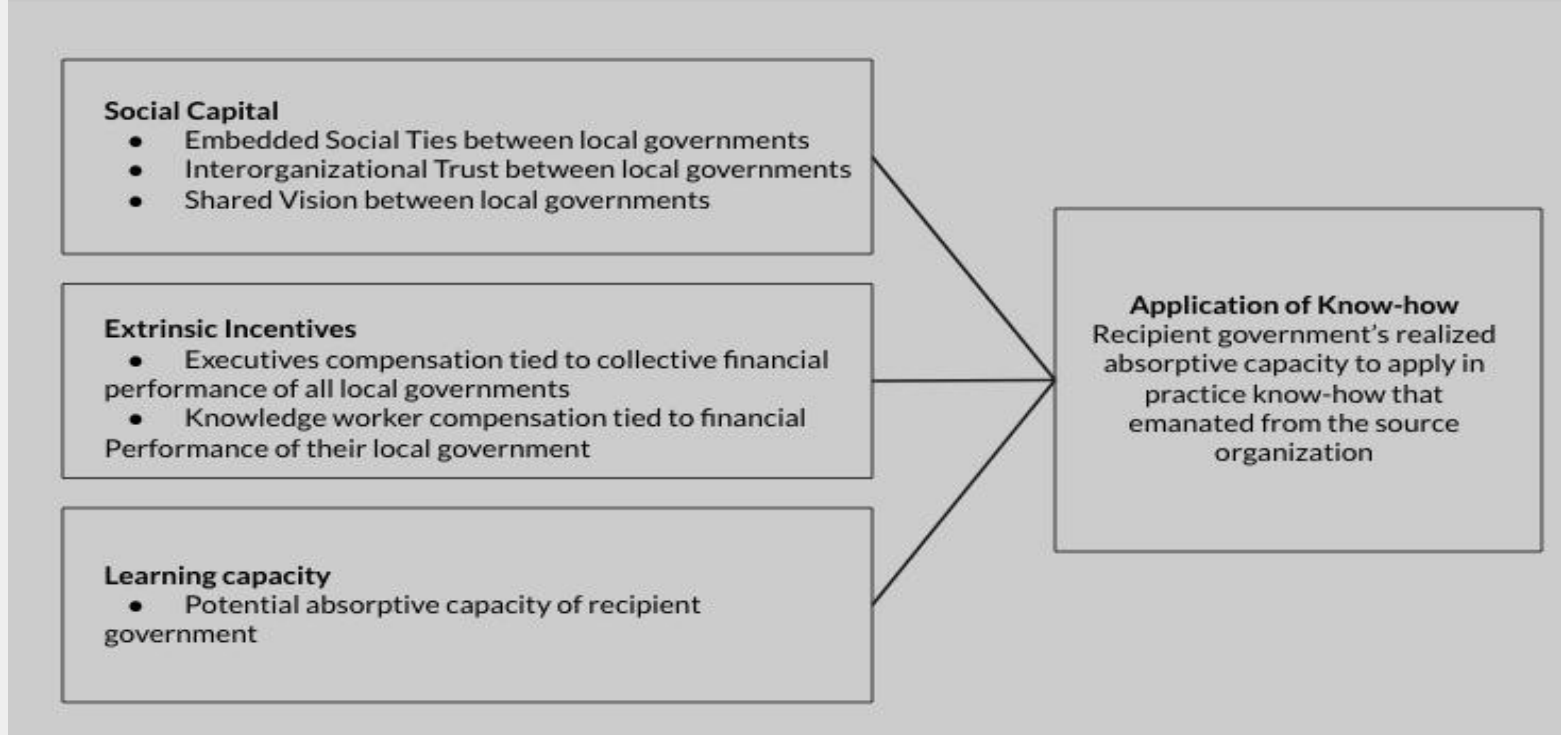 Social Capital
● Embedded Social Ties between local governments
● Interorganizational Trust between local governments
● Shared Vision between local governments
Extrinsic Incentives
● Executives compensation tied to collective financial
performance of all local governments
● Knowledge worker compensation tied to financial
Performance of their local government
Learning capacity
● Potential absorptive capacity of recipient
government
Application of Know-how
Recipient government’s realized
absorptive capacity to apply in
practice know-how that
emanated from the source
organization